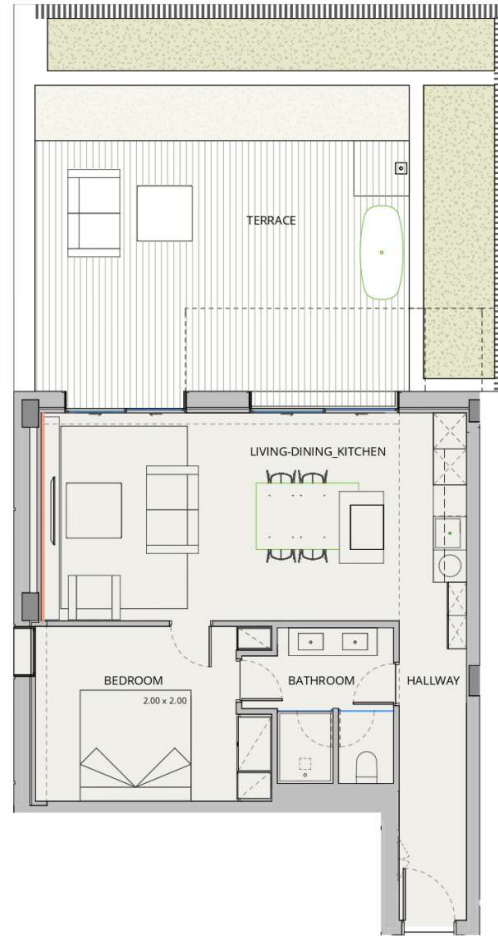 TERRACE
LIVING-DINING_KITCHEN
BEDROOM
2.00 x 2.00
BATHROOM
HALLWAY